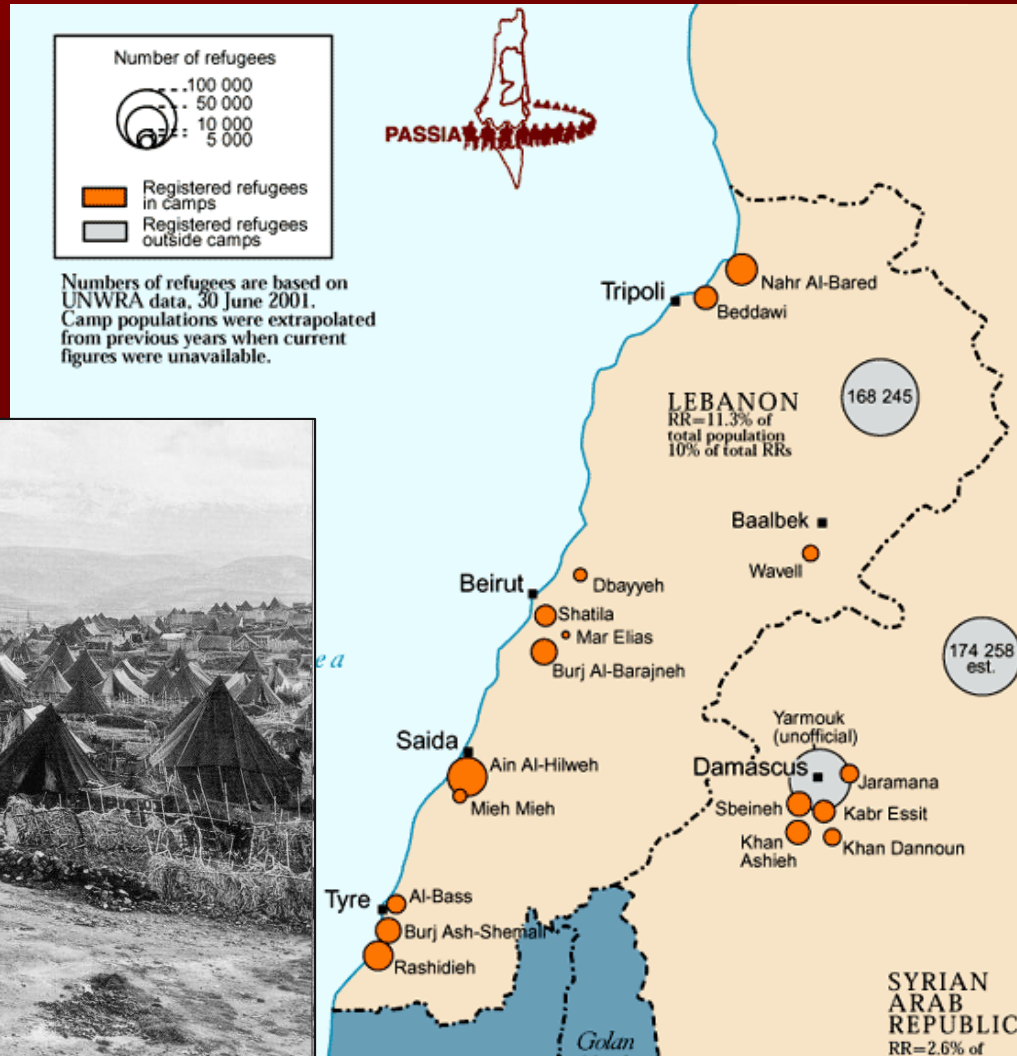 Number of refugees
100 000
50 000
10 000
5 000
Registered refugees
in camps
Registered refugees
outside camps
Numbers of refugees are based on
UNWRA data, 30 June 2001.
Camp populations were extrapolated
from previous years when current
figures were unavailable.
PASSIA
Tripoli
Nahr Al-Bared
Beddawi
LEBANON
RR=11.3% of
total population
10% of total RRs
168 245
Baalbek
Wavell
Beirut
Dbayyeh
Shatila
Mar Elias
Burj Al-Barajneh
e a
174 258
est.
Saida
Ain Al-Hilweh
Mieh Mieh
Yarmouk
(unofficial)
Damascus
Jaramana
Sbeineh
Kabr Essit
Khan
Ashieh
Khan Dannoun
Tyre
Al-Bass
Burj Ash-Shemali
Rashidieh
Golan
SYRIAN
ARAB
REPUBLIC
RR=2.6% of